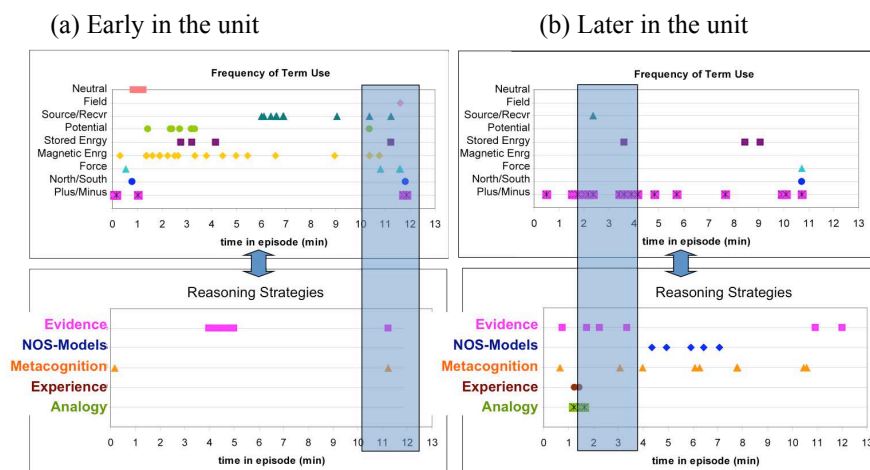 (a) Early in the unit
(b) Later in the unit
Frequency of Term Use
Neutral
Field
Source/Recvr
Potential
Stored Enrgy
Magnetic Enrg
Force
North/South
Plus/Minus
0 1 2 3 4 5 6 7 8 9 10 11 12 13
time in episode (min)
Frequency of Term Use
Neutral
Field
Source/Recvr
Potential
Stored Enrgy
Magnetic Enrg
Force
North/South
Plus/Minus
0 1 2 3 4 5 6 7 8 9 10 11 12 13
time in episode (min)
Reasoning Strategies
Evidence
NOS-Models
Metacognition
Experience
Analogy
0 1 2 3 4 5 6 7 8 9 10 11 12 13
time in episode (min)
Reasoning Strategies
Evidence
NOS-Models
Metacognition
Experience
Analogy
0 1 2 3 4 5 6 7 8 9 10 11 12 13
time in episode (min)